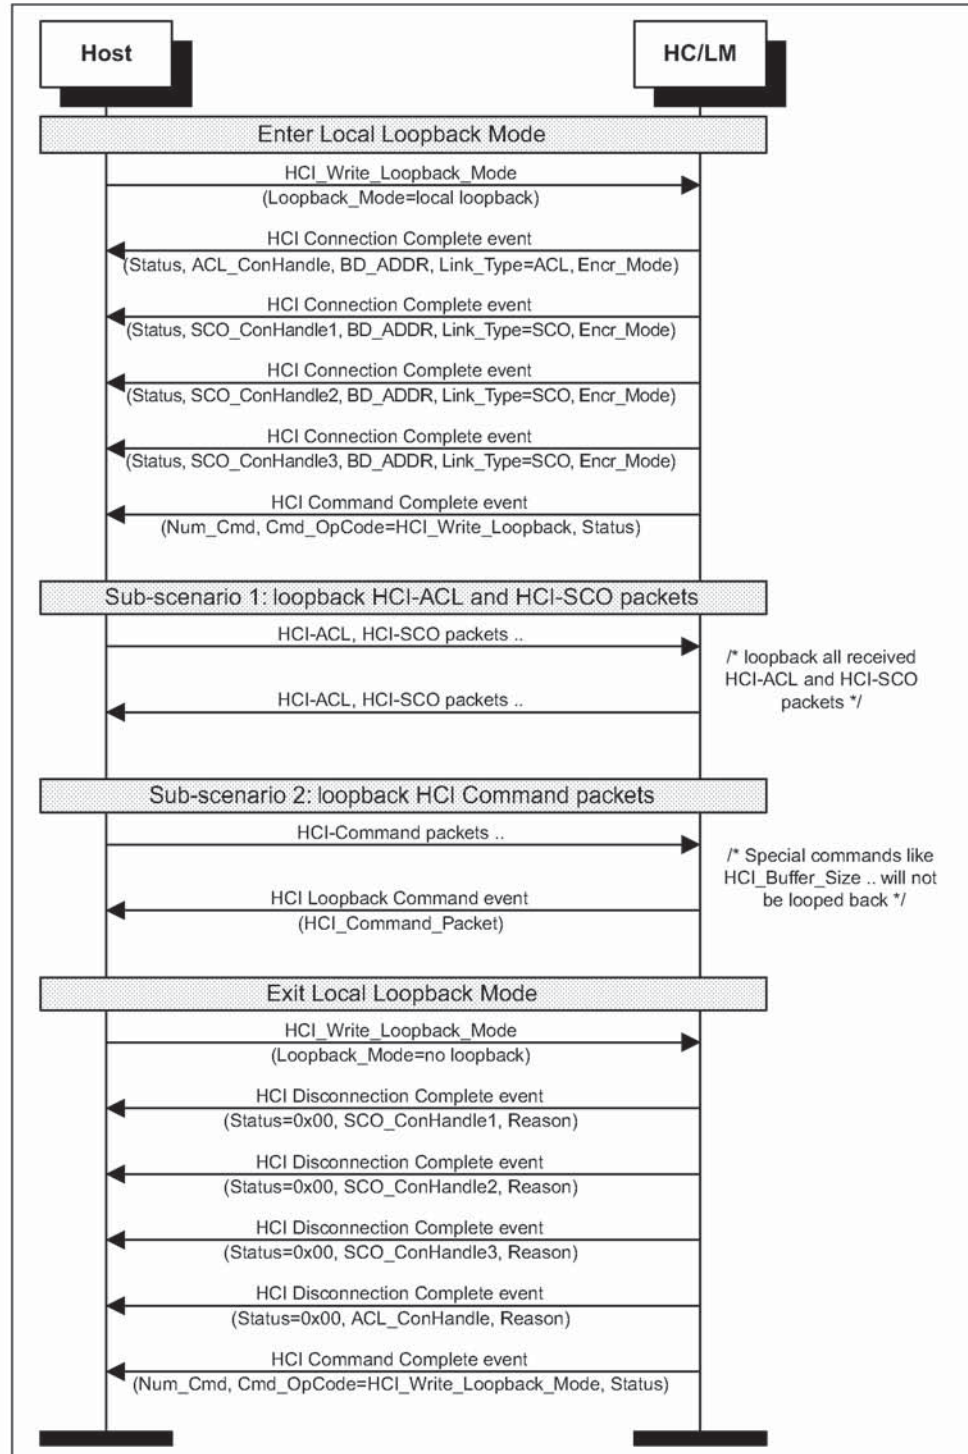 Host
HC/LM
Enter Local Loopback Mode
HCI_Write_Loopback_Mode
(Loopback_Mode=local loopback)
HCI Connection Complete event
(Status, ACL_ConHandle, BD_ADDR, Link_Type=ACL, Encr_Mode)
HCI Connection Complete event
(Status, SCO_ConHandle1, BD_ADDR, Link_Type=SCO, Encr_Mode)
HCI Connection Complete event
(Status, SCO_ConHandle2, BD_ADDR, Link_Type=SCO, Encr_Mode)
HCI Connection Complete event
(Status, SCO_ConHandle3, BD_ADDR, Link_Type=SCO, Encr_Mode)
HCI Command Complete event
(Num_Cmd, Cmd_OpCode=HCI_Write_Loopback, Status)
Sub-scenario 1: loopback HCI-ACL and HCI-SCO packets
HCI-ACL, HCI-SCO packets ..
/* loopback all received
HCI-ACL and HCI-SCO
packets */
HCI-ACL, HCI-SCO packets ..
Sub-scenario 2: loopback HCI Command packets
HCI-Command packets ..
/* Special commands like
HCI_Buffer_Size .. will not
be looped back */
HCI Loopback Command event
(HCI_Command_Packet)
Exit Local Loopback Mode
HCI_Write_Loopback_Mode
(Loopback_Mode=no loopback)
HCI Disconnection Complete event
(Status=0x00, SCO_ConHandle1, Reason)
HCI Disconnection Complete event
(Status=0x00, SCO_ConHandle2, Reason)
HCI Disconnection Complete event
(Status=0x00, SCO_ConHandle3, Reason)
HCI Disconnection Complete event
(Status=0x00, ACL_ConHandle, Reason)
HCI Command Complete event
(Num_Cmd, Cmd_OpCode=HCI_Write_Loopback_Mode, Status)